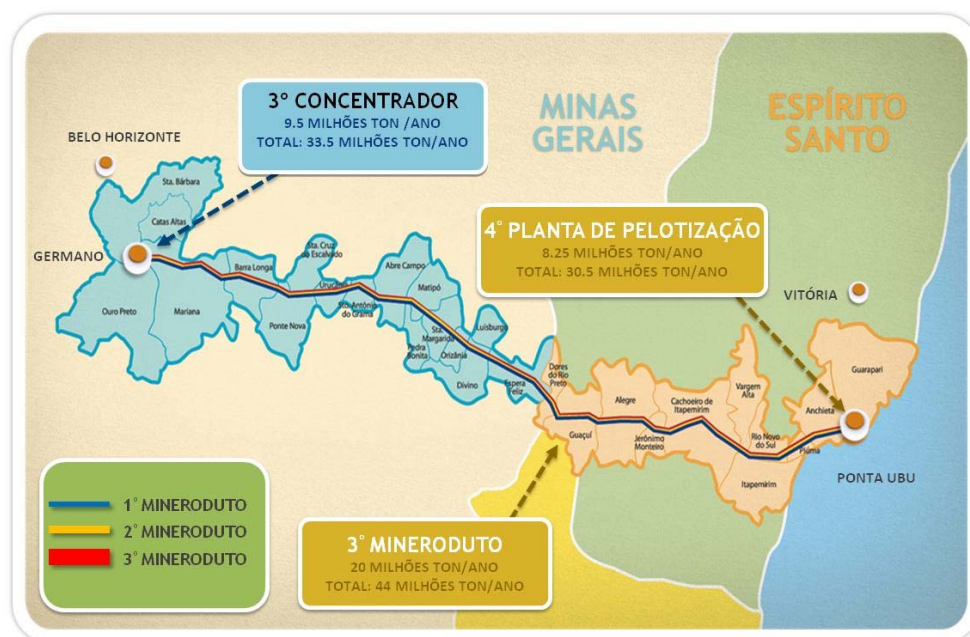 3° CONCENTRADOR
9.5 MILHÕES TON /ANO
TOTAL: 33.5 MILHÕES TON/ANO
MINAS
GERAIS
ESPÍRITO
SANTO
BELO HORIZONTE
Sta. Bárbara
Catas Altas
4° PLANTA DE PELOTIZAÇÃO
8.25 MILHÕES TON/ANO
TOTAL: 30.5 MILHÕES TON/ANO
GERMANO
Barra Longa
Sta. Cruz
do Escalvado
Abre Campo
Urucânia
Matipó
VITÓRIA
Ouro Preto
Mariana
Ponte Nova
Sto. Antônio
do Grama
Sta.
Margarida
Luisburgo
Pedra
Bonita
Orizânia
Divino
Espera
Feliz
Dores
do Rio
Preto
Guaçuí
Alegre
Jerônimo
Monteiro
Cachoeiro de
Itapemirim
Vargem
Alta
Rio Novo
do Sul
Itapemirim
Piúma
Anchieta
Guarapari
PONTA UBU
1° MINERODUTO
2° MINERODUTO
3° MINERODUTO
3° MINERODUTO
20 MILHÕES TON/ANO
TOTAL: 44 MILHÕES TON/ANO